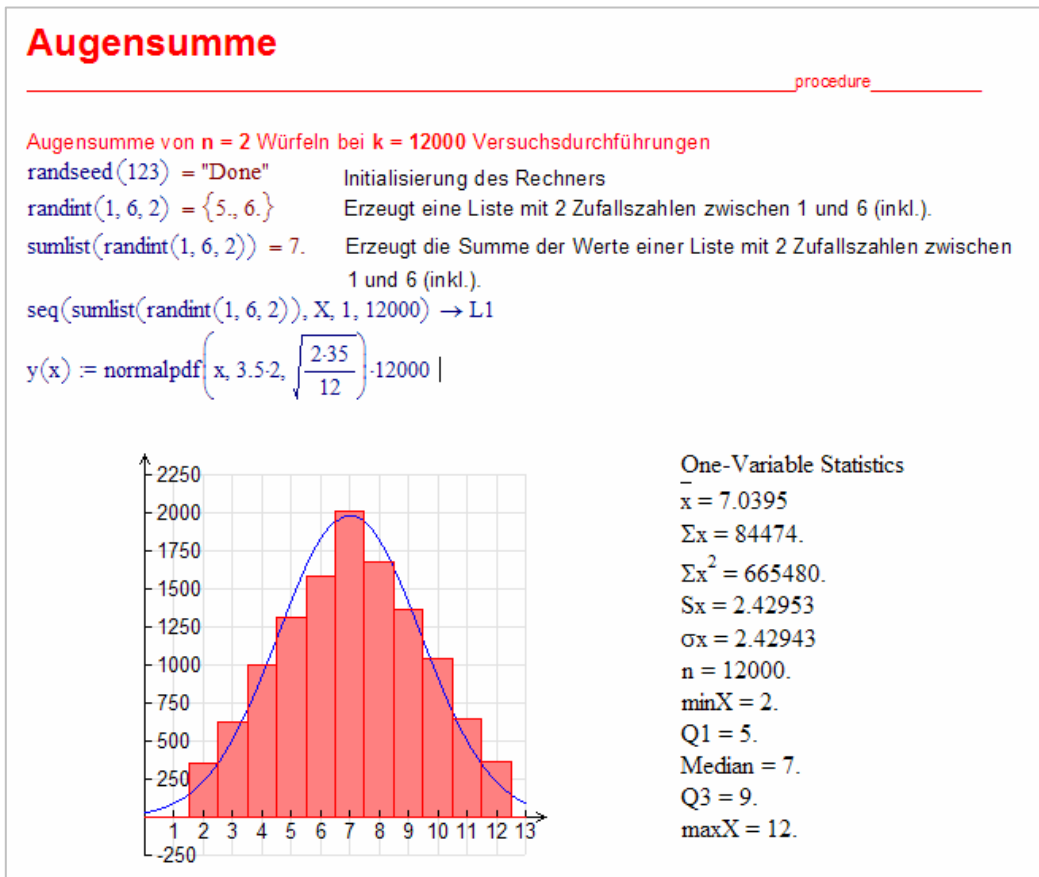 Augensumme
procedure
Augensumme von n = 2 Würfeln bei k = 12000 Versuchsdurchführungen
randseed(123) = "Done" Initialisierung des Rechners
randint(1, 6, 2) = {5., 6.} Erzeugt eine Liste mit 2 Zufallszahlen zwischen 1 und 6 (inkl.).
sumlist(randint(1, 6, 2)) = 7. Erzeugt die Summe der Werte einer Liste mit 2 Zufallszahlen zwischen
1 und 6 (inkl.).
seq(sumlist(randint(1, 6, 2)), X, 1, 12000) → L1
y(x) := normalpdf(x, 3.5·2, √(2·35/12))·12000
2250
2000
1750
1500
1250
1000
750
500
250
-250
1 2 3 4 5 6 7 8 9 10 11 12 13
One-Variable Statistics
x̄ = 7.0395
Σx = 84474.
Σx² = 665480.
Sx = 2.42953
σx = 2.42943
n = 12000.
minX = 2.
Q1 = 5.
Median = 7.
Q3 = 9.
maxX = 12.